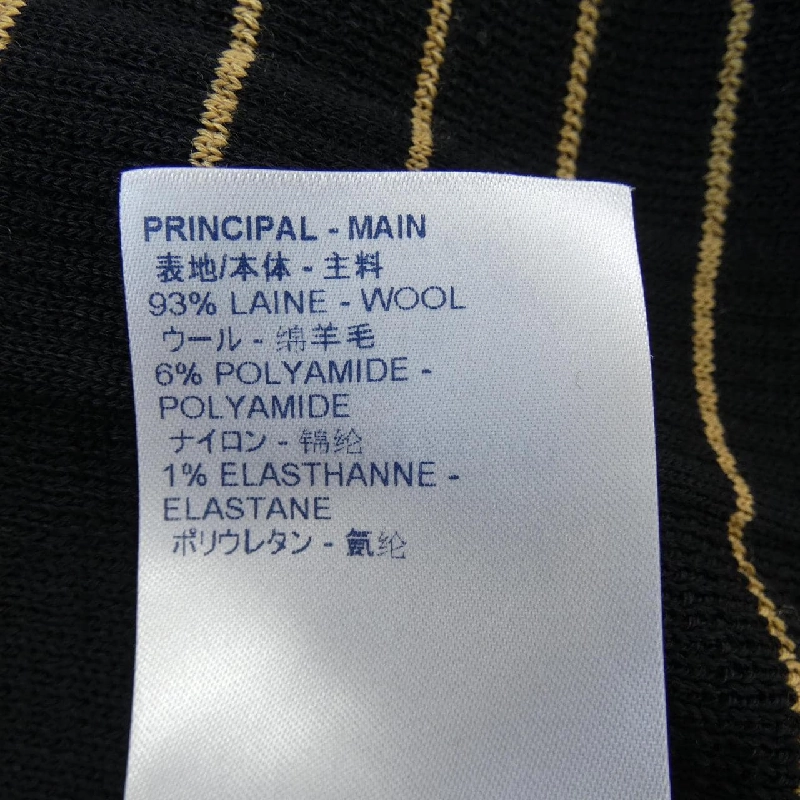 PRINCIPAL - MAIN
表地/本体 - 主料
93% LAINE - WOOL
ウール - 绵羊毛
6% POLYAMIDE -
POLYAMIDE
ナイロン - 锦纶
1% ELASTHANNE -
ELASTANE
ポリウレタン - 氨纶